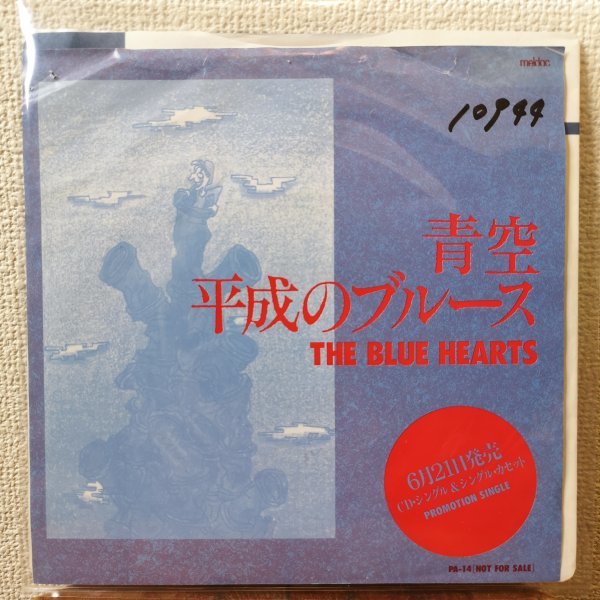 meldac
10944
青空
平成のブルース
THE BLUE HEARTS
6月21日発売
CD・シングル&シングル・カセット
PROMOTION SINGLE
PA-14[NOT FOR SALE]